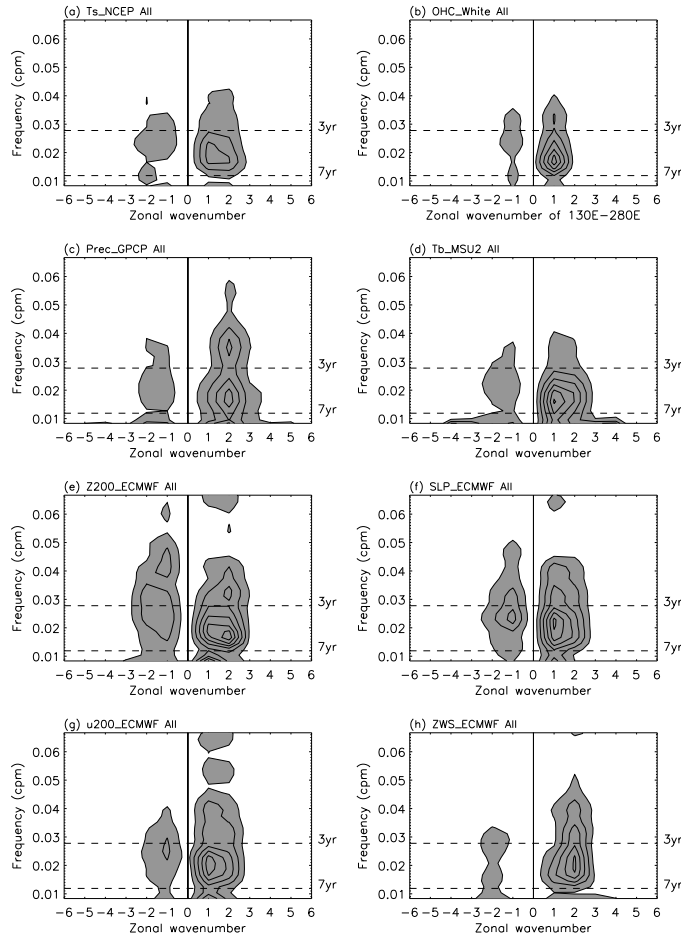 (a) Ts_NCEP All
Frequency (cpm)
0.06
0.05
0.04
0.03
0.02
0.01
3yr
7yr
−6 −5 −4 −3 −2 −1 0 1 2 3 4 5 6
Zonal wavenumber
(b) OHC_White All
Frequency (cpm)
0.06
0.05
0.04
0.03
0.02
0.01
3yr
7yr
−6 −5 −4 −3 −2 −1 0 1 2 3 4 5 6
Zonal wavenumber of 130E−280E
(c) Prec_GPCP All
Frequency (cpm)
0.06
0.05
0.04
0.03
0.02
0.01
3yr
7yr
−6 −5 −4 −3 −2 −1 0 1 2 3 4 5 6
Zonal wavenumber
(d) Tb_MSU2 All
Frequency (cpm)
0.06
0.05
0.04
0.03
0.02
0.01
3yr
7yr
−6 −5 −4 −3 −2 −1 0 1 2 3 4 5 6
Zonal wavenumber
(e) Z200_ECMWF All
Frequency (cpm)
0.06
0.05
0.04
0.03
0.02
0.01
3yr
7yr
−6 −5 −4 −3 −2 −1 0 1 2 3 4 5 6
Zonal wavenumber
(f) SLP_ECMWF All
Frequency (cpm)
0.06
0.05
0.04
0.03
0.02
0.01
3yr
7yr
−6 −5 −4 −3 −2 −1 0 1 2 3 4 5 6
Zonal wavenumber
(g) u200_ECMWF All
Frequency (cpm)
0.06
0.05
0.04
0.03
0.02
0.01
3yr
7yr
−6 −5 −4 −3 −2 −1 0 1 2 3 4 5 6
Zonal wavenumber
(h) ZWS_ECMWF All
Frequency (cpm)
0.06
0.05
0.04
0.03
0.02
0.01
3yr
7yr
−6 −5 −4 −3 −2 −1 0 1 2 3 4 5 6
Zonal wavenumber